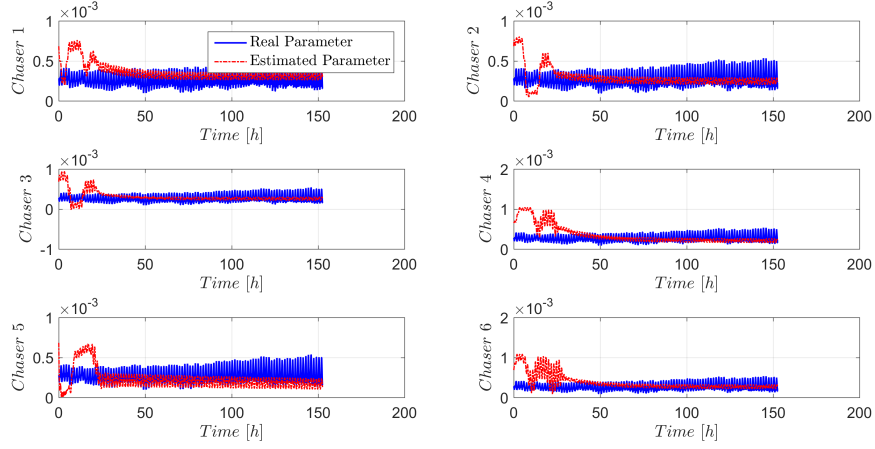 ×10-3
1
0.5
0
Chaser 1
0 50 100 150 200
Time [h]
Real Parameter
Estimated Parameter
×10-3
1
0.5
0
Chaser 2
0 50 100 150 200
Time [h]
×10-3
1
0
-1
Chaser 3
0 50 100 150 200
Time [h]
×10-3
2
1
0
Chaser 4
0 50 100 150 200
Time [h]
×10-3
1
0.5
0
Chaser 5
0 50 100 150 200
Time [h]
×10-3
2
1
0
Chaser 6
0 50 100 150 200
Time [h]